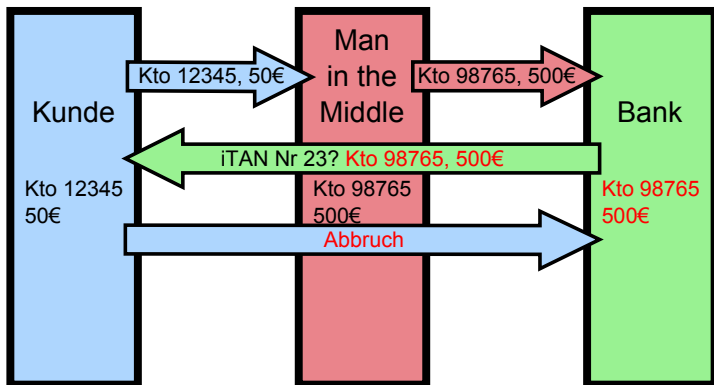 Man
in the
Middle
Kto 12345, 50€
Kto 98765, 500€
Kunde
Bank
iTAN Nr 23? Kto 98765, 500€
Kto 12345
50€
Kto 98765
500€
Kto 98765
500€
Abbruch